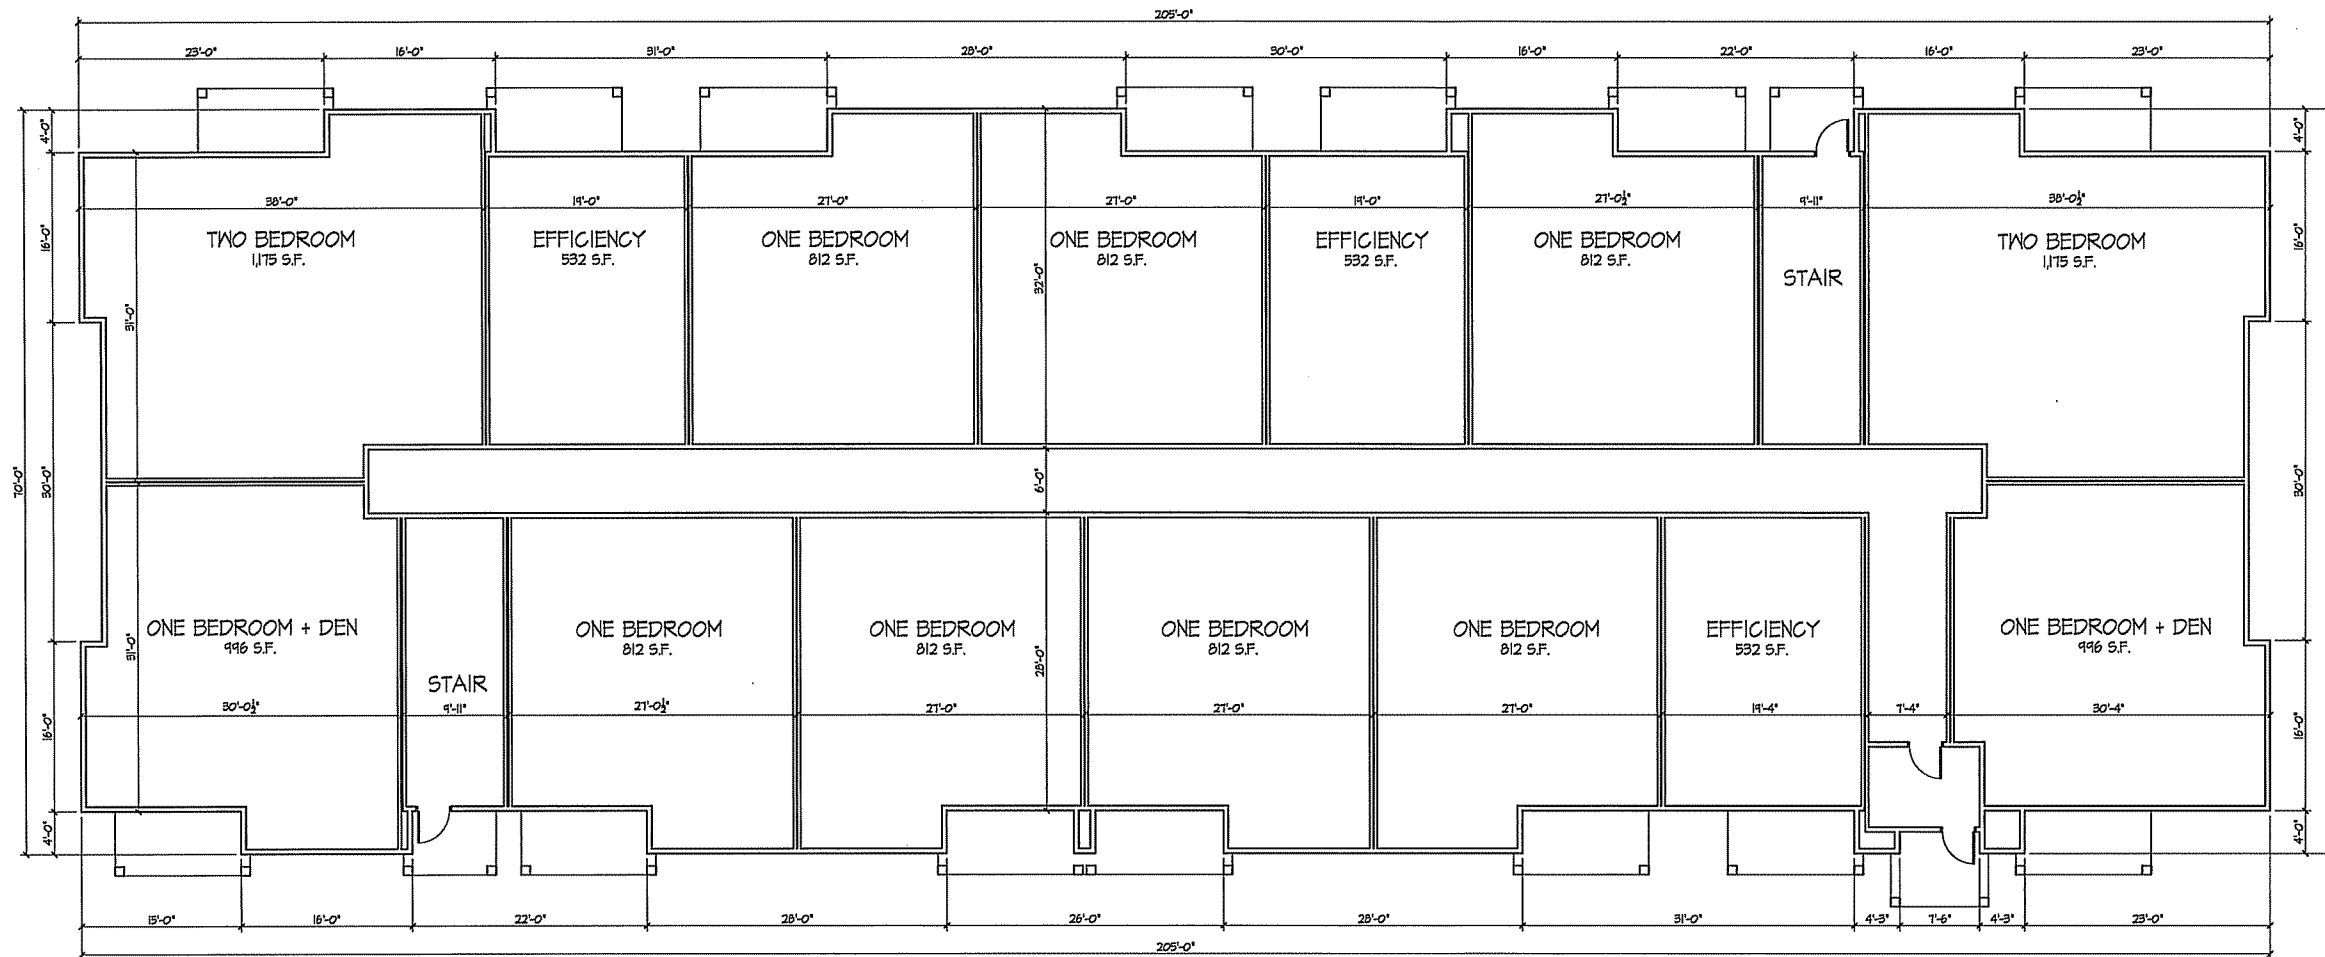 205'-0"
23'-0" 16'-0" 31'-0" 28'-0" 30'-0" 16'-0" 22'-0" 16'-0" 23'-0"
4'-0" 4'-0"
38'-0" 19'-0" 27'-0" 27'-0" 19'-0" 27'-0½" 9'-11" 38'-0½"
16'-0" 16'-0"
TWO BEDROOM
1,175 S.F.
EFFICIENCY
532 S.F.
ONE BEDROOM
812 S.F.
ONE BEDROOM
812 S.F.
EFFICIENCY
532 S.F.
ONE BEDROOM
812 S.F.
STAIR
TWO BEDROOM
1,175 S.F.
31'-0"
32'-0"
70'-0"
30'-0"
6'-0"
30'-0"
ONE BEDROOM + DEN
996 S.F.
STAIR
ONE BEDROOM
812 S.F.
ONE BEDROOM
812 S.F.
ONE BEDROOM
812 S.F.
ONE BEDROOM
812 S.F.
EFFICIENCY
532 S.F.
ONE BEDROOM + DEN
996 S.F.
31'-0"
28'-0"
30'-0½" 9'-11" 27'-0½" 27'-0" 27'-0" 27'-0" 19'-4" 7'-4" 30'-4"
16'-0" 16'-0"
4'-0" 4'-0"
15'-0" 16'-0" 22'-0" 28'-0" 26'-0" 28'-0" 31'-0" 4'-3" 7'-6" 4'-3" 23'-0"
205'-0"